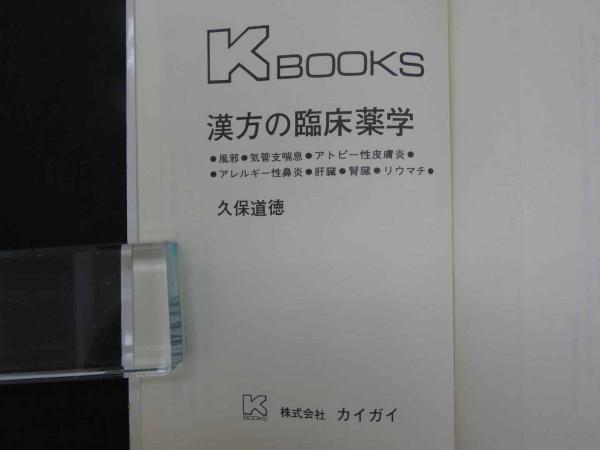 K BOOKS
漢方の臨床薬学
●風邪●気管支喘息●アトピー性皮膚炎●
●アレルギー性鼻炎●肝臓●腎臓●リウマチ●
久保道徳
K BOOKS 株式会社 カイガイ